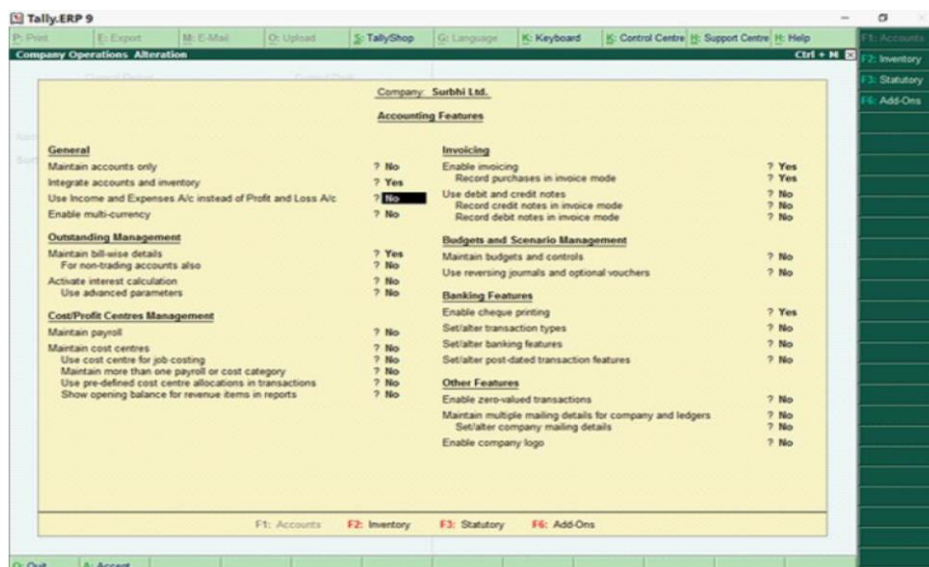 Tally.ERP 9
P: Print E: Export M: E-Mail O: Upload S: TallyShop G: Language K: Keyboard K: Control Centre H: Support Centre H: Help
F1: Accounts
Company Operations Alteration Ctrl + M
F2: Inventory
F3: Statutory
F6: Add-Ons
Company: Surbhi Ltd.
Accounting Features
General
Maintain accounts only ? No
Integrate accounts and inventory ? Yes
Use Income and Expenses A/c instead of Profit and Loss A/c ? No
Enable multi-currency ? No
Outstanding Management
Maintain bill-wise details ? Yes
For non-trading accounts also ? No
Activate interest calculation ? No
Use advanced parameters ? No
Cost/Profit Centres Management
Maintain payroll ? No
Maintain cost centres ? No
Use cost centre for job costing ? No
Maintain more than one payroll or cost category ? No
Use pre-defined cost centre allocations in transactions ? No
Show opening balance for revenue items in reports ? No
Invoicing
Enable invoicing ? Yes
Record purchases in invoice mode ? Yes
Use debit and credit notes ? No
Record credit notes in invoice mode ? No
Record debit notes in invoice mode ? No
Budgets and Scenario Management
Maintain budgets and controls ? No
Use reversing journals and optional vouchers ? No
Banking Features
Enable cheque printing ? Yes
Set/alter transaction types ? No
Set/alter banking features ? No
Set/alter post-dated transaction features ? No
Other Features
Enable zero-valued transactions ? No
Maintain multiple mailing details for company and ledgers ? No
Set/alter company mailing details ? No
Enable company logo ? No
F1: Accounts F2: Inventory F3: Statutory F6: Add-Ons
Q: Quit A: Accept